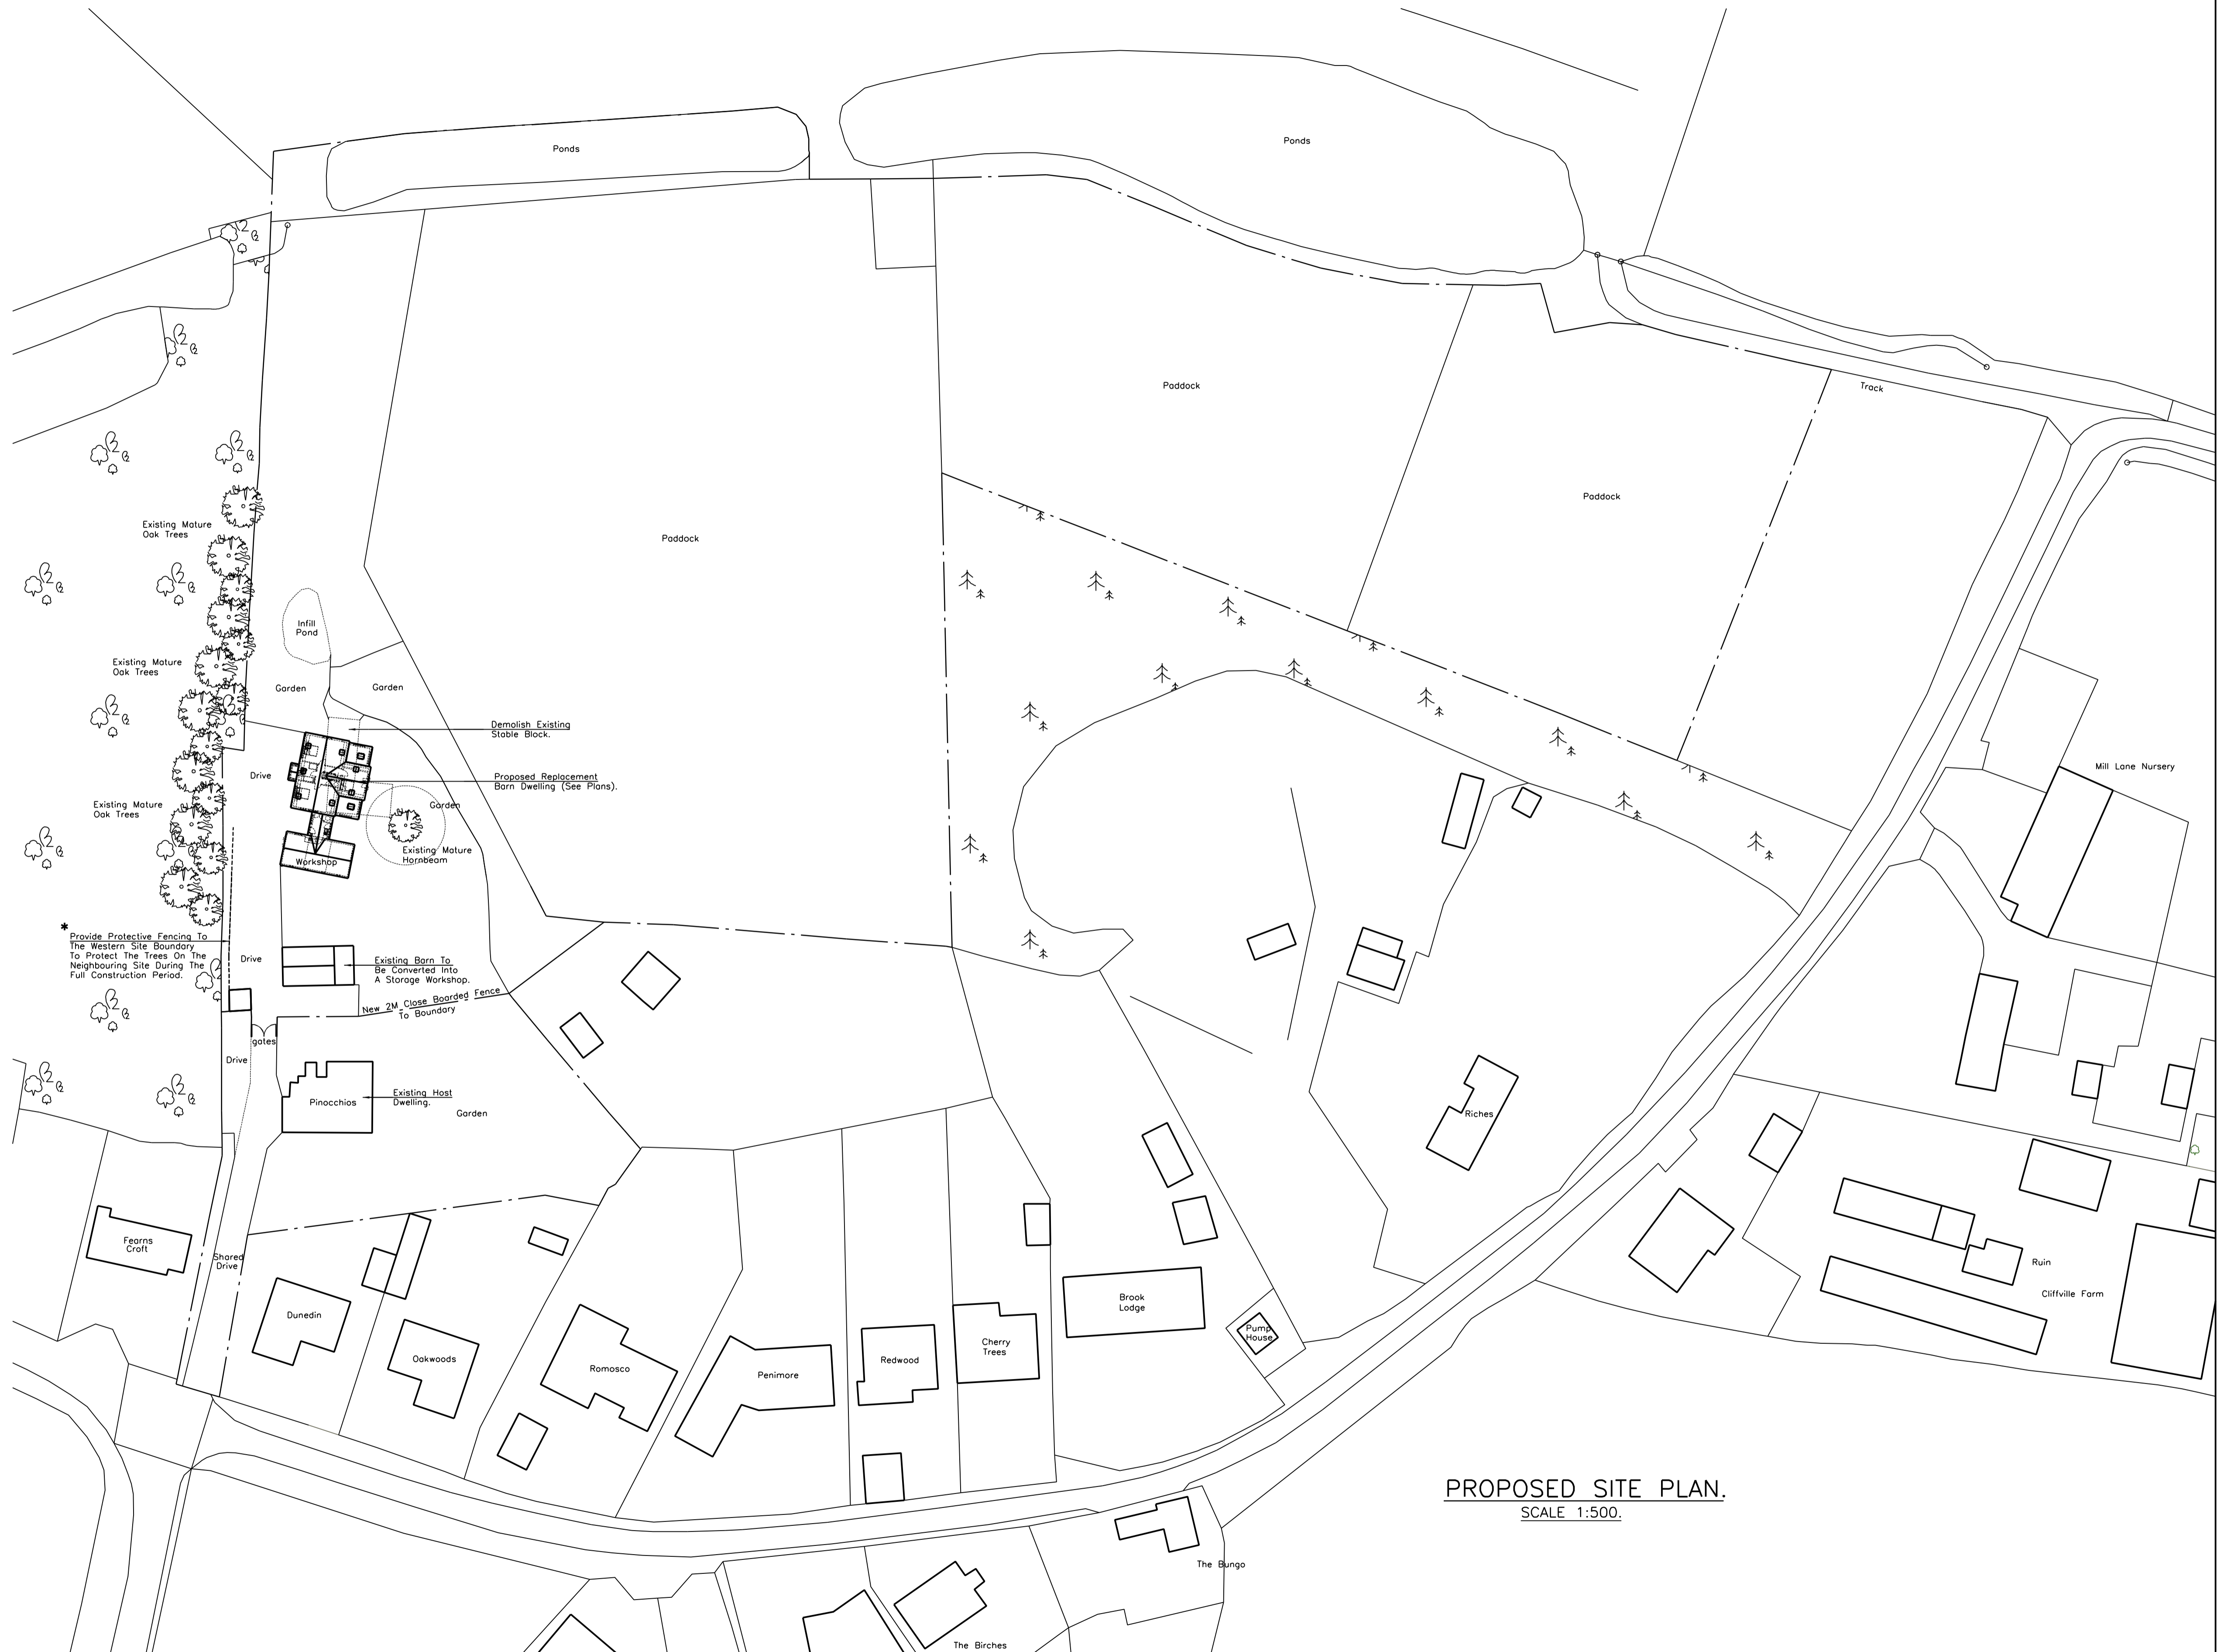 Ponds
Ponds
Paddock
Track
Paddock
Existing Mature
Oak Trees
Paddock
Infill
Pond
Existing Mature
Oak Trees
Garden
Garden
Demolish Existing
Stable Block.
Mill Lane Nursery
Drive
Proposed Replacement
Barn Dwelling (See Plans).
Existing Mature
Oak Trees
Garden
Existing Mature
Hornbeam
Workshop
*
Provide Protective Fencing To
The Western Site Boundary
To Protect The Trees On The
Neighbouring Site During The
Full Construction Period.
Drive
Existing Barn To
Be Converted Into
A Storage Workshop.
New 2M Close Boarded Fence
To Boundary
gates
Drive
Pinocchios
Existing Host
Dwelling.
Garden
Riches
Fearns
Croft
Shared
Drive
Ruin
Cliffville Farm
Dunedin
Brook
Lodge
Pump
House
Oakwoods
Romosco
Penimore
Redwood
Cherry
Trees
PROPOSED SITE PLAN.
SCALE 1:500.
The Bungo
The Birches